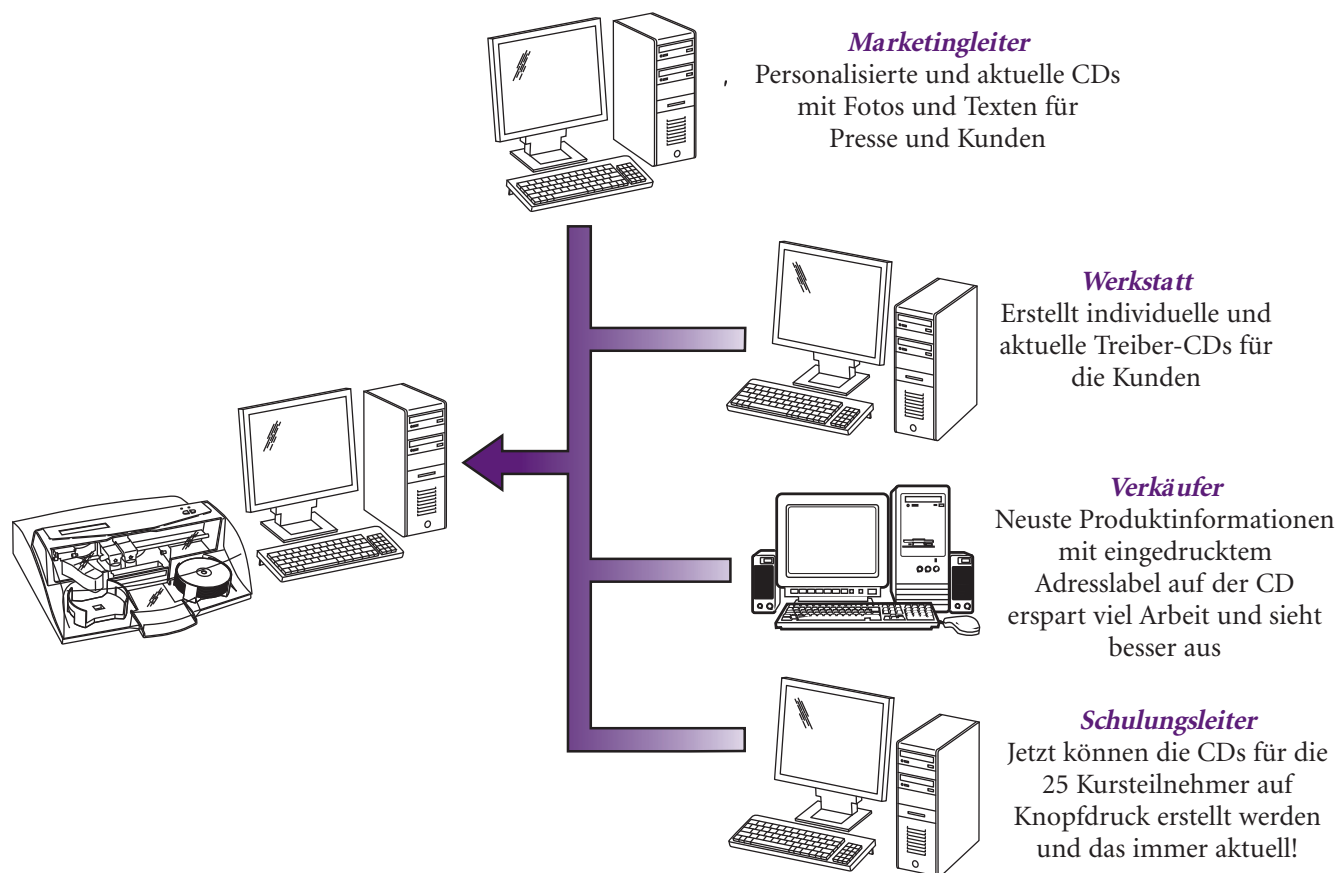 Marketingleiter
Personalisierte und aktuelle CDs
mit Fotos und Texten für
Presse und Kunden
Werkstatt
Erstellt individuelle und
aktuelle Treiber-CDs für
die Kunden
Verkäufer
Neuste Produktinformationen
mit eingedrucktem
Adresslabel auf der CD
erspart viel Arbeit und sieht
besser aus
Schulungsleiter
Jetzt können die CDs für die
25 Kursteilnehmer auf
Knopfdruck erstellt werden
und das immer aktuell!